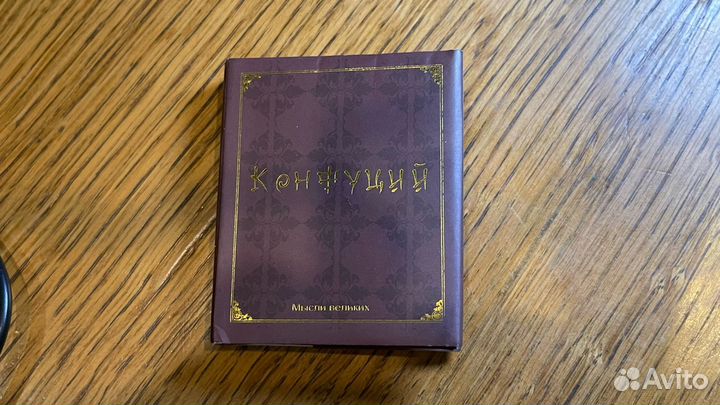 Конфуций
Мысли великих
Avito